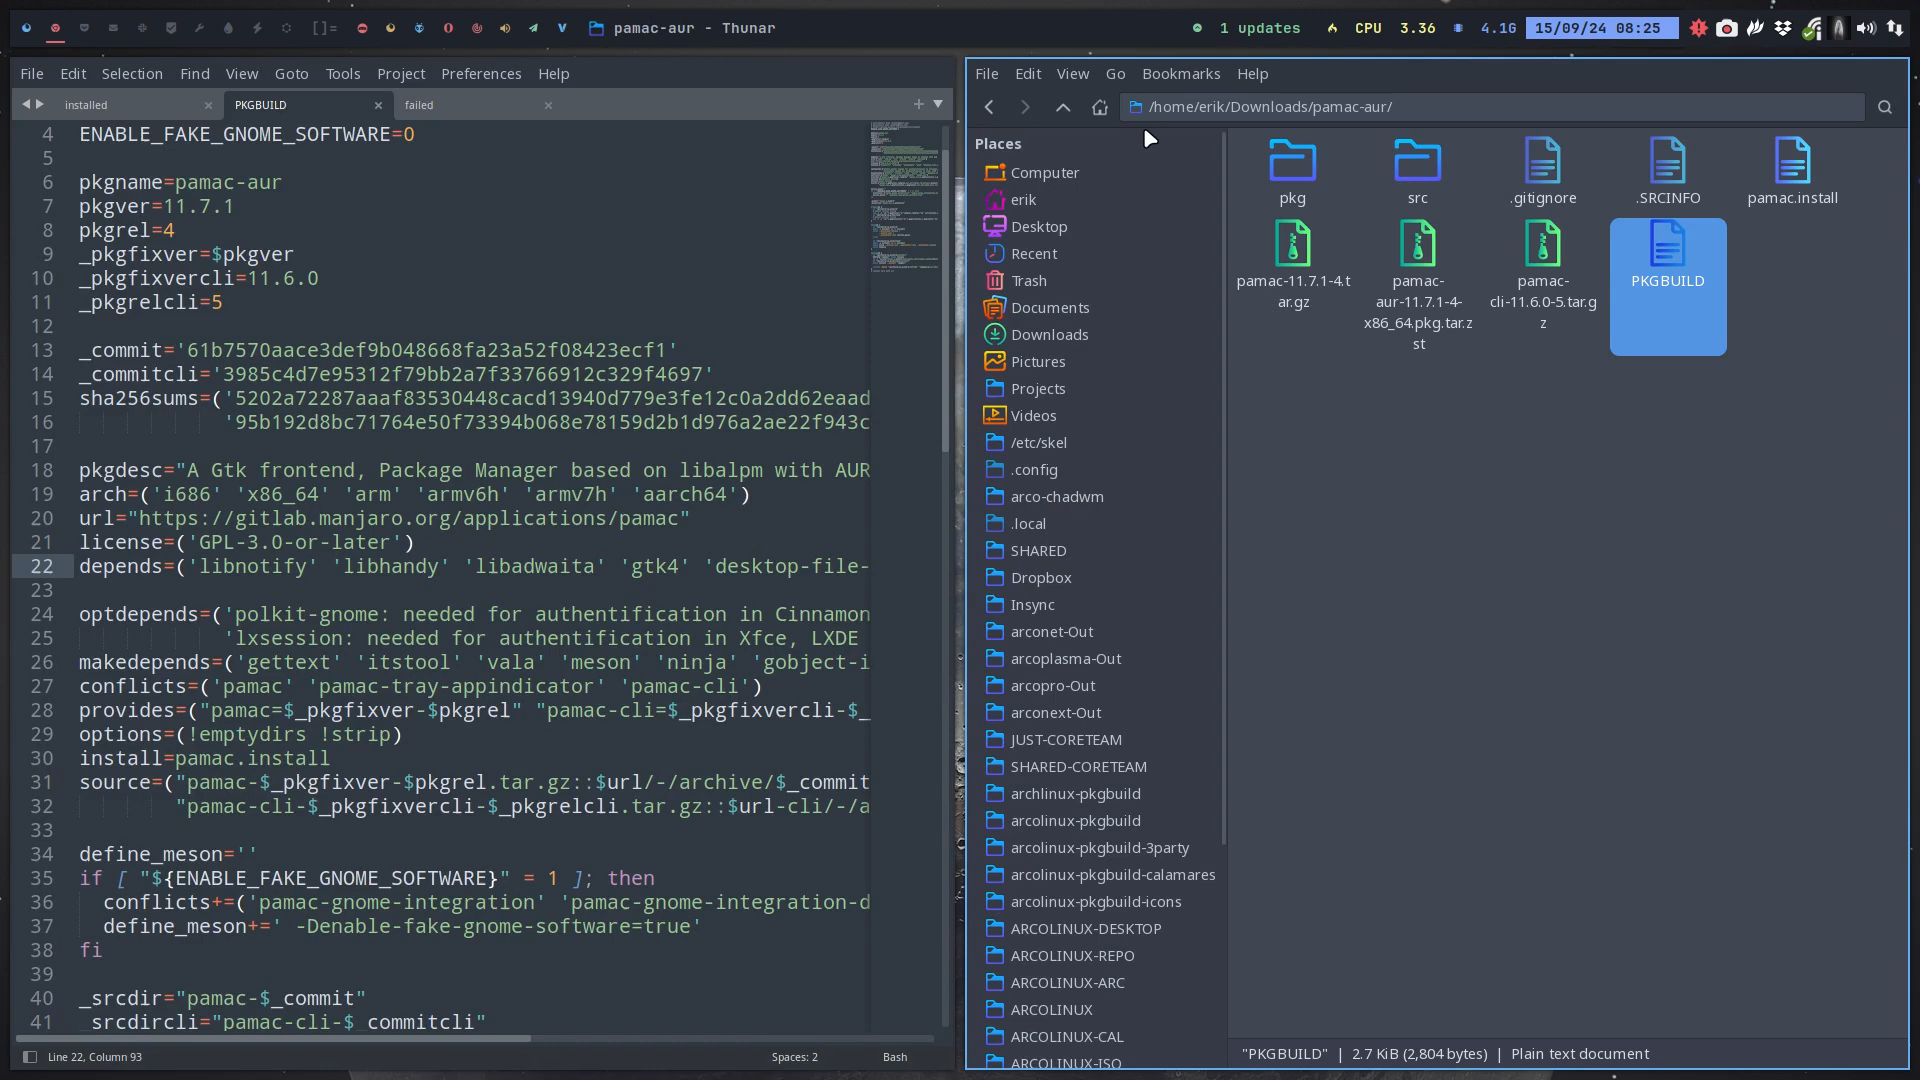 []=
V
pamac-aur - Thunar
1 updates
CPU 3.36
4.1G
15/09/24 08:25
File Edit Selection Find View Goto Tools Project Preferences Help
installed
PKGBUILD
failed
4 ENABLE_FAKE_GNOME_SOFTWARE=0
5
6 pkgname=pamac-aur
7 pkgver=11.7.1
8 pkgrel=4
9 _pkgfixver=$pkgver
10 _pkgfixvercli=11.6.0
11 _pkgrelcli=5
12
13 _commit='61b7570aace3def9b048668fa23a52f08423ecf1'
14 _commitcli='3985c4d7e95312f79bb2a7f33766912c329f4697'
15 sha256sums=('5202a72287aaaf83530448cacd13940d779e3fe12c0a2dd62eaad
16 '95b192d8bc71764e50f73394b068e78159d2b1d976a2ae22f943c
17
18 pkgdesc="A Gtk frontend, Package Manager based on libalpm with AUR
19 arch=('i686' 'x86_64' 'arm' 'armv6h' 'armv7h' 'aarch64')
20 url="https://gitlab.manjaro.org/applications/pamac"
21 license=('GPL-3.0-or-later')
22 depends=('libnotify' 'libhandy' 'libadwaita' 'gtk4' 'desktop-file-
23
24 optdepends=('polkit-gnome: needed for authentification in Cinnamon
25 'lxsession: needed for authentification in Xfce, LXDE
26 makedepends=('gettext' 'itstool' 'vala' 'meson' 'ninja' 'gobject-i
27 conflicts=('pamac' 'pamac-tray-appindicator' 'pamac-cli')
28 provides=("pamac=$_pkgfixver-$pkgrel" "pamac-cli=$_pkgfixvercli-$_
29 options=(!emptydirs !strip)
30 install=pamac.install
31 source=("pamac-$_pkgfixver-$pkgrel.tar.gz::$url/-/archive/$_commit
32 "pamac-cli-$_pkgfixvercli-$_pkgrelcli.tar.gz::$url-cli/-/a
33
34 define_meson=''
35 if [ "${ENABLE_FAKE_GNOME_SOFTWARE}" = 1 ]; then
36 conflicts+=('pamac-gnome-integration' 'pamac-gnome-integration-d
37 define_meson+=' -Denable-fake-gnome-software=true'
38 fi
39
40 _srcdir="pamac-$_commit"
41 _srcdircli="pamac-cli-$_commitcli"
Line 22, Column 93
Spaces: 2
Bash
File Edit View Go Bookmarks Help
/home/erik/Downloads/pamac-aur/
Places
Computer
erik
Desktop
Recent
Trash
Documents
Downloads
Pictures
Projects
Videos
/etc/skel
.config
arco-chadwm
.local
SHARED
Dropbox
Insync
arconet-Out
arcoplasma-Out
arcopro-Out
arconext-Out
JUST-CORETEAM
SHARED-CORETEAM
archlinux-pkgbuild
arcolinux-pkgbuild
arcolinux-pkgbuild-3party
arcolinux-pkgbuild-calamares
arcolinux-pkgbuild-icons
ARCOLINUX-DESKTOP
ARCOLINUX-REPO
ARCOLINUX-ARC
ARCOLINUX
ARCOLINUX-CAL
ARCOLINUX-ISO
pkg
src
.gitignore
.SRCINFO
pamac.install
pamac-11.7.1-4.t
ar.gz
pamac-
aur-11.7.1-4-
x86_64.pkg.tar.z
st
pamac-
cli-11.6.0-5.tar.g
z
PKGBUILD
"PKGBUILD" | 2.7 KiB (2,804 bytes) | Plain text document